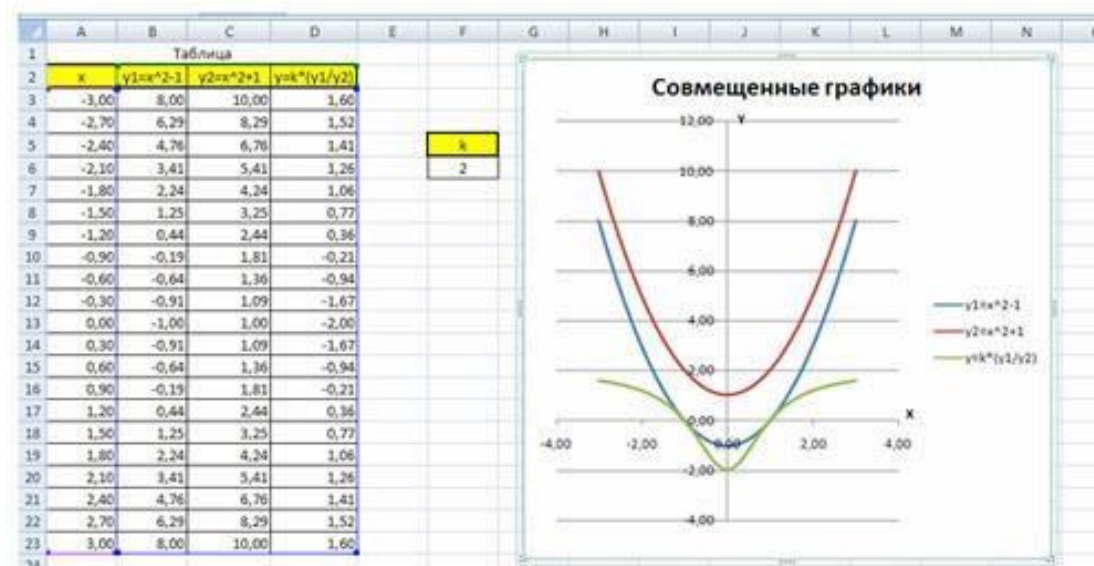 A B C D E F G H I J K L M N
1 Таблица
2 x y1=x^2-1 y2=x^2+1 y=k*(y1/y2)
3 -3,00 8,00 10,00 1,60
4 -2,70 6,29 8,29 1,52
5 -2,40 4,76 6,76 1,41 k
6 -2,10 3,41 5,41 1,26 2
7 -1,80 2,24 4,24 1,06
8 -1,50 1,25 3,25 0,77
9 -1,20 0,44 2,44 0,36
10 -0,90 -0,19 1,81 -0,21
11 -0,60 -0,64 1,36 -0,94
12 -0,30 -0,91 1,09 -1,67
13 0,00 -1,00 1,00 -2,00
14 0,30 -0,91 1,09 -1,67
15 0,60 -0,64 1,36 -0,94
16 0,90 -0,19 1,81 -0,21
17 1,20 0,44 2,44 0,36
18 1,50 1,25 3,25 0,77
19 1,80 2,24 4,24 1,06
20 2,10 3,41 5,41 1,26
21 2,40 4,76 6,76 1,41
22 2,70 6,29 8,29 1,52
23 3,00 8,00 10,00 1,60
Совмещенные графики
12,00 Y
10,00
8,00
6,00
4,00
2,00
0,00 X
-4,00 -2,00 0,00 2,00 4,00
-2,00
-4,00
y1=x^2-1
y2=x^2+1
y=k*(y1/y2)